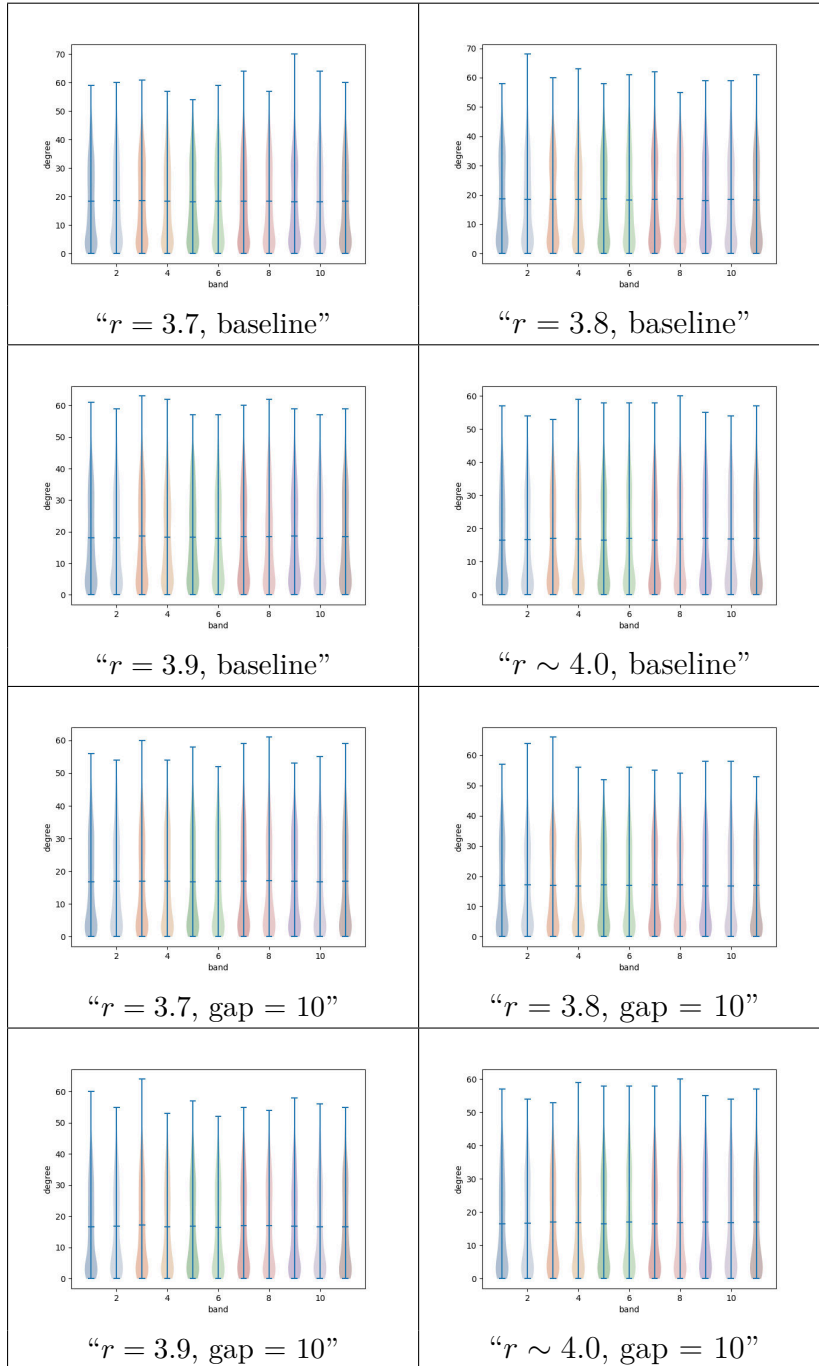 70
60
50
40
30
20
10
0
degree
2 4 6 8 10
band
“r = 3.7, baseline”
70
60
50
40
30
20
10
0
degree
2 4 6 8 10
band
“r = 3.8, baseline”
60
50
40
30
20
10
0
degree
2 4 6 8 10
band
“r = 3.9, baseline”
60
50
40
30
20
10
0
degree
2 4 6 8 10
band
“r ∼ 4.0, baseline”
60
50
40
30
20
10
0
degree
2 4 6 8 10
band
“r = 3.7, gap = 10”
60
50
40
30
20
10
0
degree
2 4 6 8 10
band
“r = 3.8, gap = 10”
60
50
40
30
20
10
0
degree
2 4 6 8 10
band
“r = 3.9, gap = 10”
60
50
40
30
20
10
0
degree
2 4 6 8 10
band
“r ∼ 4.0, gap = 10”